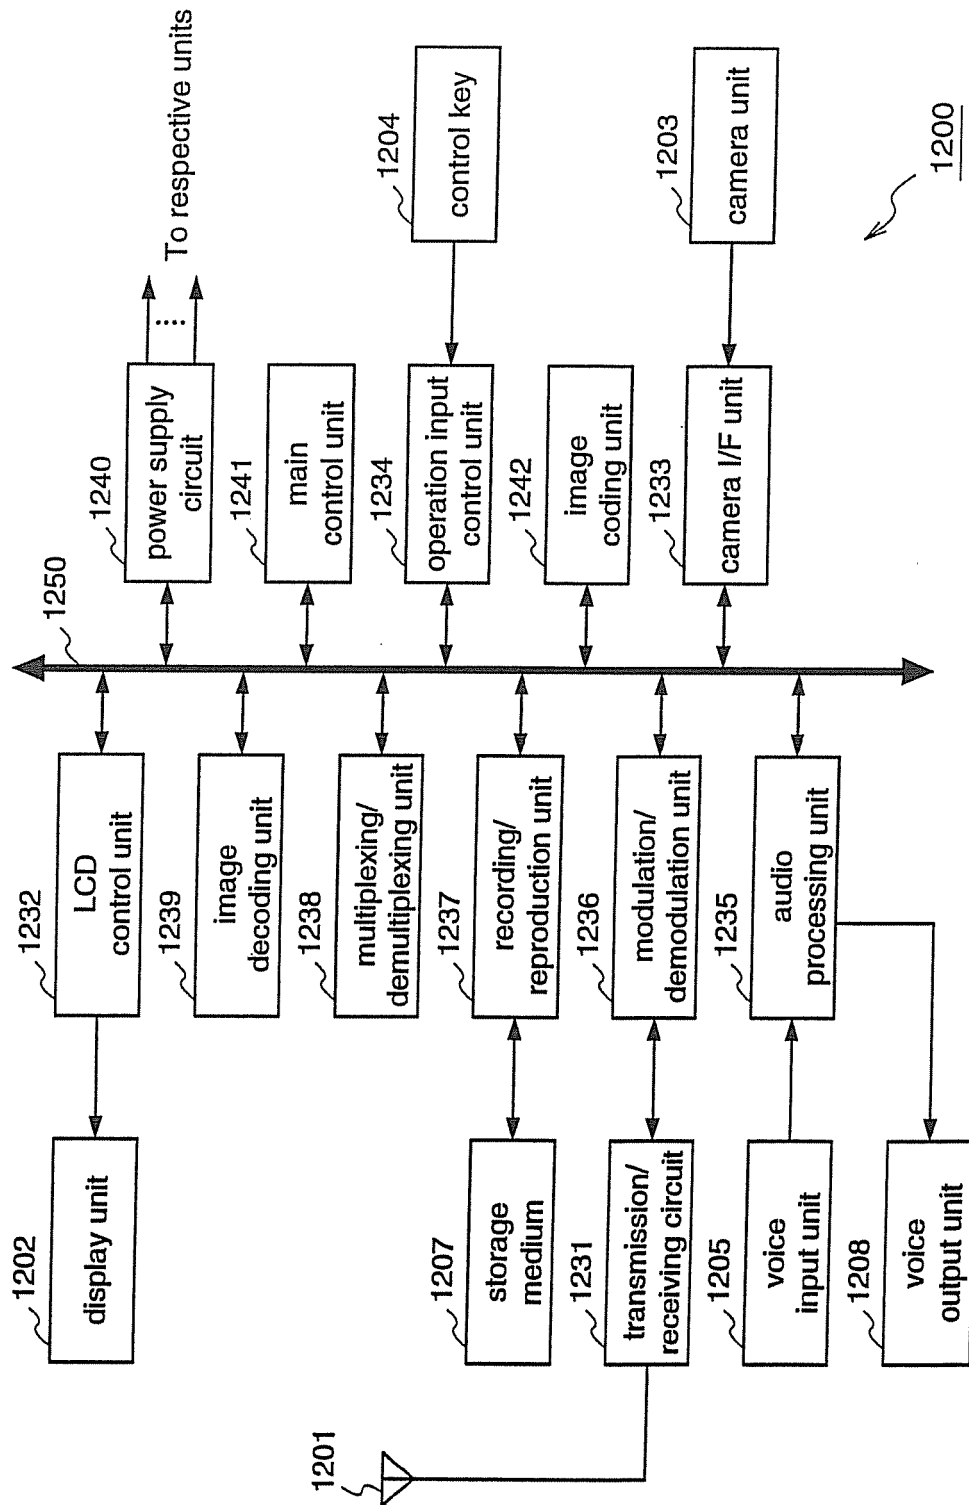 1201
1202
display unit
1207
storage
medium
1231
transmission/
receiving circuit
1205
voice
input unit
1208
voice
output unit
1232
LCD
control unit
1239
image
decoding unit
1238
multiplexing/
demultiplexing unit
1237
recording/
reproduction unit
1236
modulation/
demodulation unit
1235
audio
processing unit
1250
1240
power supply
circuit
To respective units
1241
main
control unit
1234
operation input
control unit
1204
control key
1242
image
coding unit
1233
camera I/F unit
1203
camera unit
1200